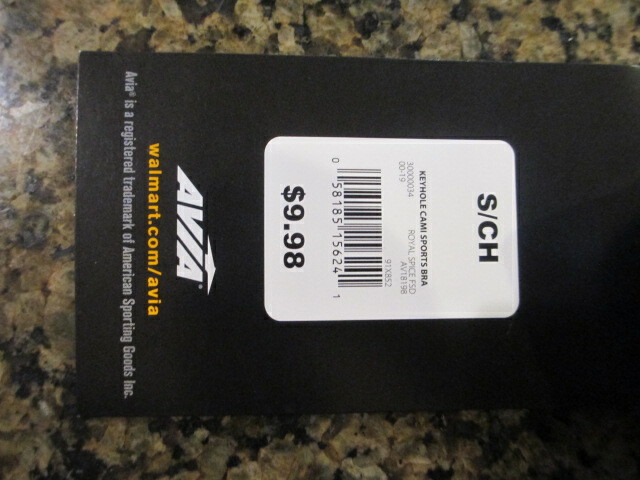 S/CH
KEYHOLE CAMI SPORTS BRA
30000034 ROYAL SPICE FSD
00-19 AV18198
91X852
0 58185 15624 1
$9.98
AVIA®
walmart.com/avia
Avia® is a registered trademark of American Sporting Goods Inc.